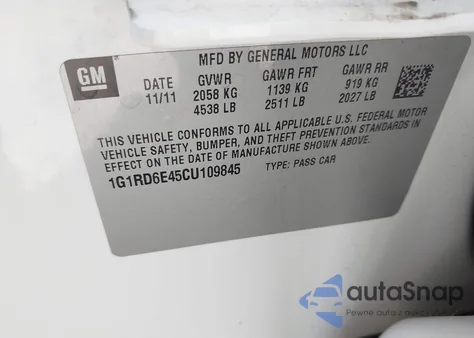 MFD BY GENERAL MOTORS LLC
GM
DATE GVWR GAWR FRT GAWR RR
11/11 2058 KG 1139 KG 919 KG
4538 LB 2511 LB 2027 LB
THIS VEHICLE CONFORMS TO ALL APPLICABLE U.S. FEDERAL MOTOR
VEHICLE SAFETY, BUMPER, AND THEFT PREVENTION STANDARDS IN
EFFECT ON THE DATE OF MANUFACTURE SHOWN ABOVE.
1G1RD6E45CU109845 TYPE: PASS CAR
autoSnap